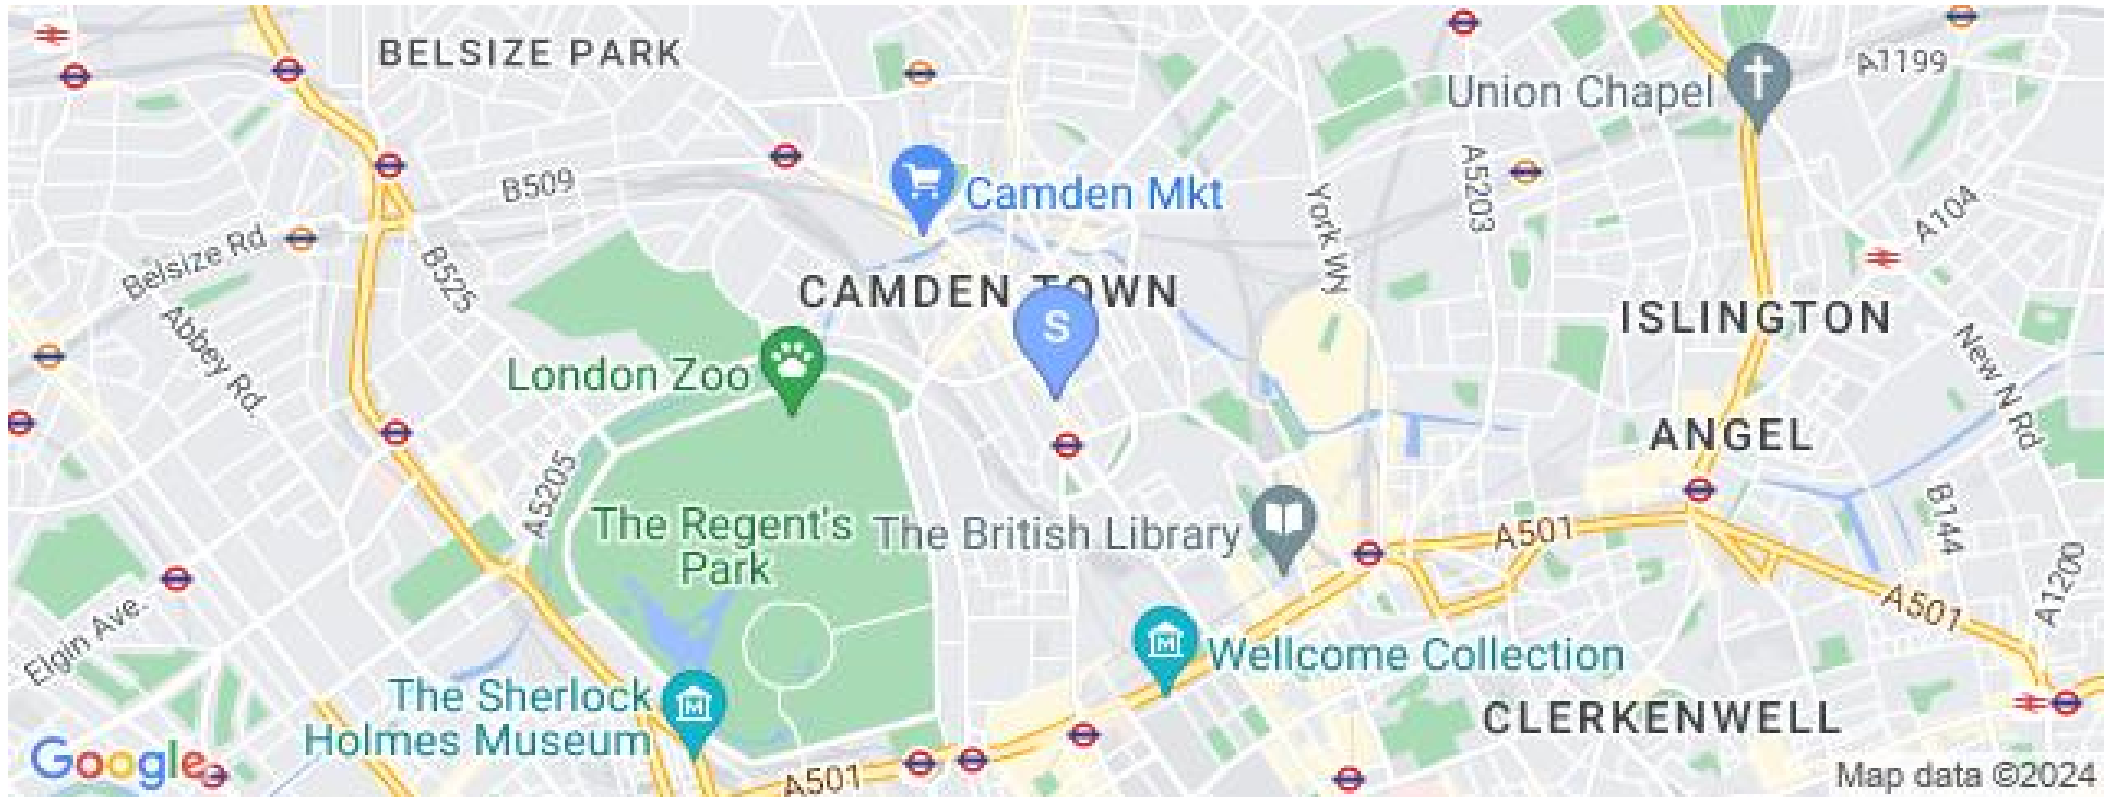 BELSIZE PARK
Union Chapel
A1199
B509
Camden Mkt
A5203
York Wy
A104
Belsize Rd
B525
CAMDEN TOWN
S
ISLINGTON
Abbey Rd.
London Zoo
New N Rd
ANGEL
A5205
The Regent's
Park
The British Library
A501
B144
A1200
Elgin Ave.
A501
Wellcome Collection
The Sherlock
Holmes Museum
M
M
CLERKENWELL
Google
A501
Map data ©2024